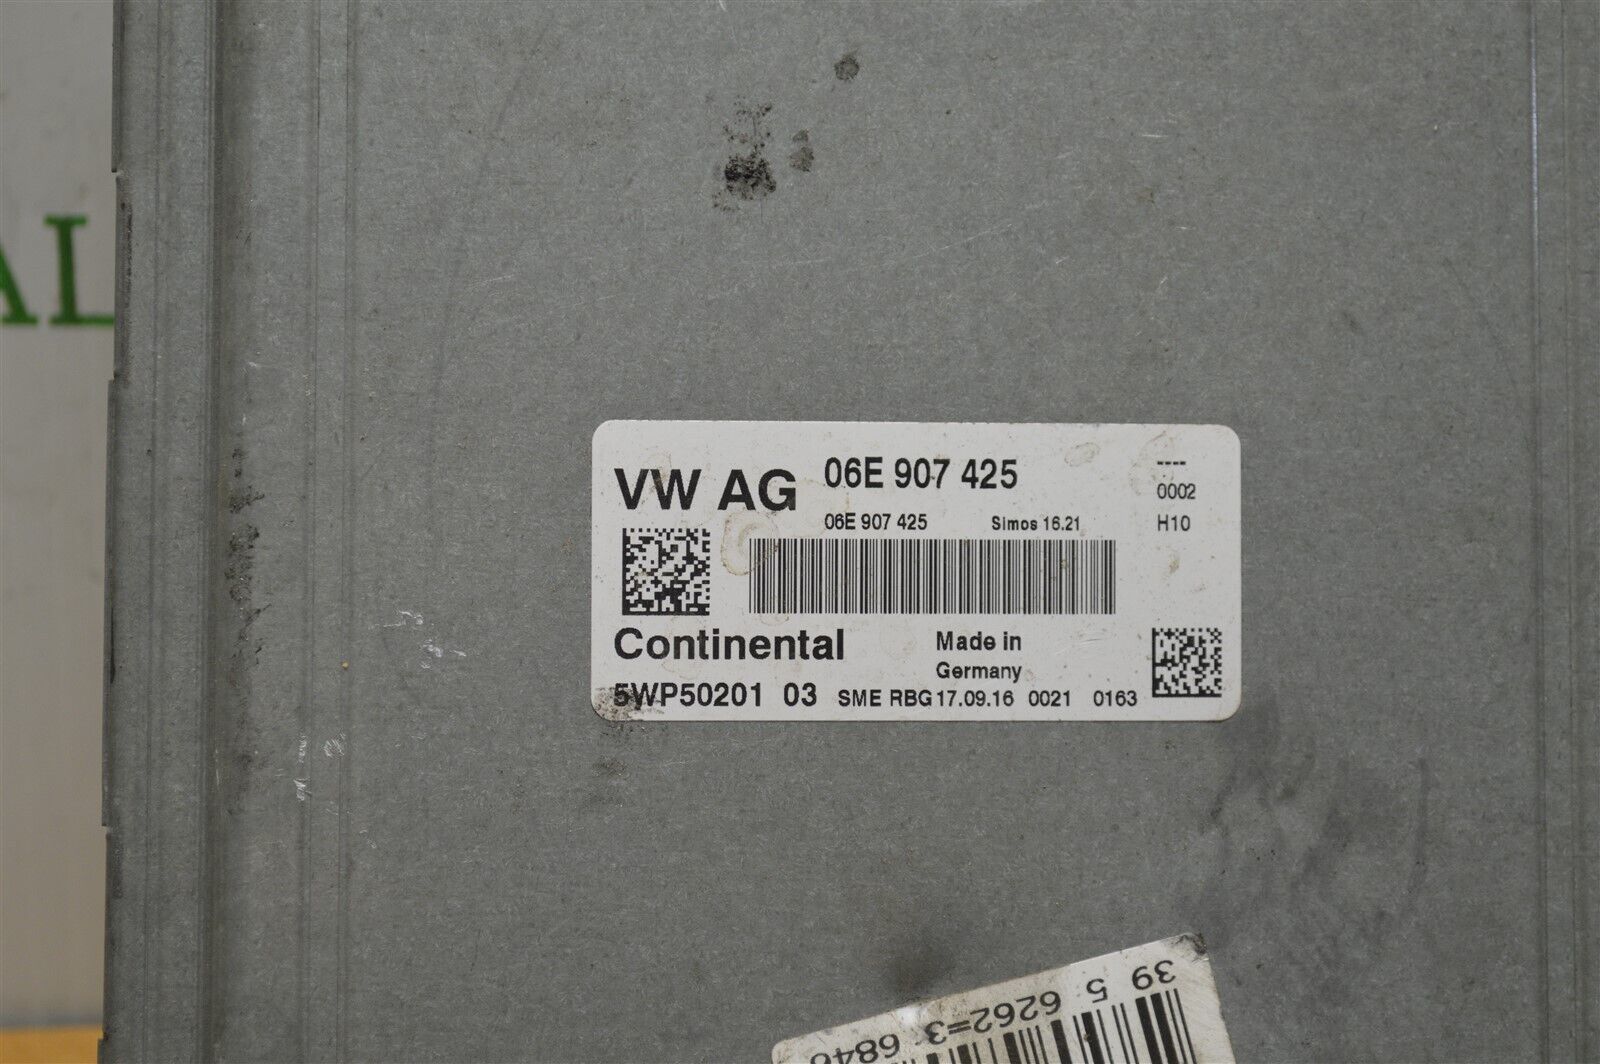 AL
VW AG 06E 907 425 ----
0002
06E 907 425 Simos 16.21 H10
Continental Made in
Germany
5WP50201 03 SME RBG 17.09.16 0021 0163
39 5 6262=3 6846